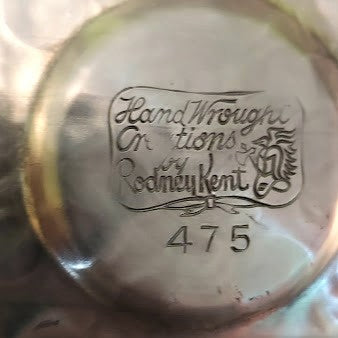 Hand Wrought
Creations
by
Rodney Kent
475